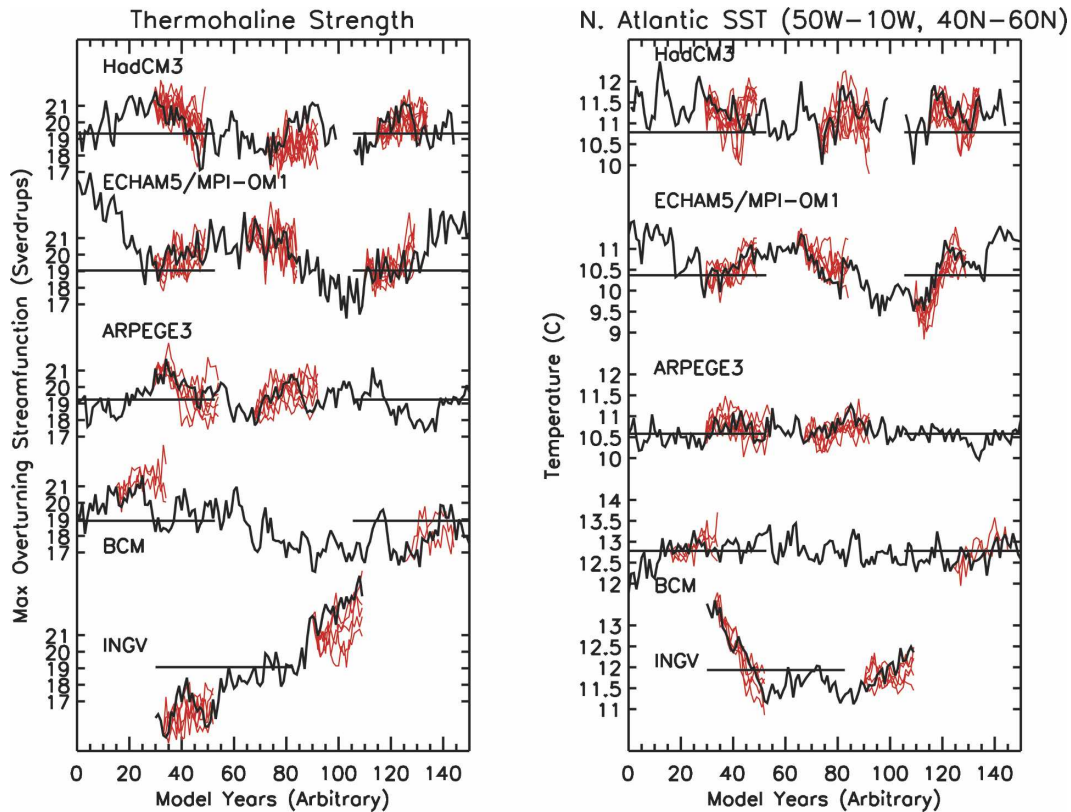 Thermohaline Strength
HadCM3
21
20
19
18
17
ECHAM5/MPI-OM1
21
20
19
18
17
ARPEGE3
21
20
19
18
17
21
20
19
18
17
BCM
INGV
21
20
19
18
17
Max Overturning Streamfunction (Sverdrups)
0 20 40 60 80 100 120 140
Model Years (Arbitrary)
N. Atlantic SST (50W-10W, 40N-60N)
HadCM3
12
11.5
11
10.5
10
ECHAM5/MPI-OM1
11
10.5
10
9.5
9
ARPEGE3
12
11.5
11
10.5
10
14
13.5
13
12.5
12
BCM
13
12.5
12
11.5
11
INGV
Temperature (C)
0 20 40 60 80 100 120 140
Model Years (Arbitrary)